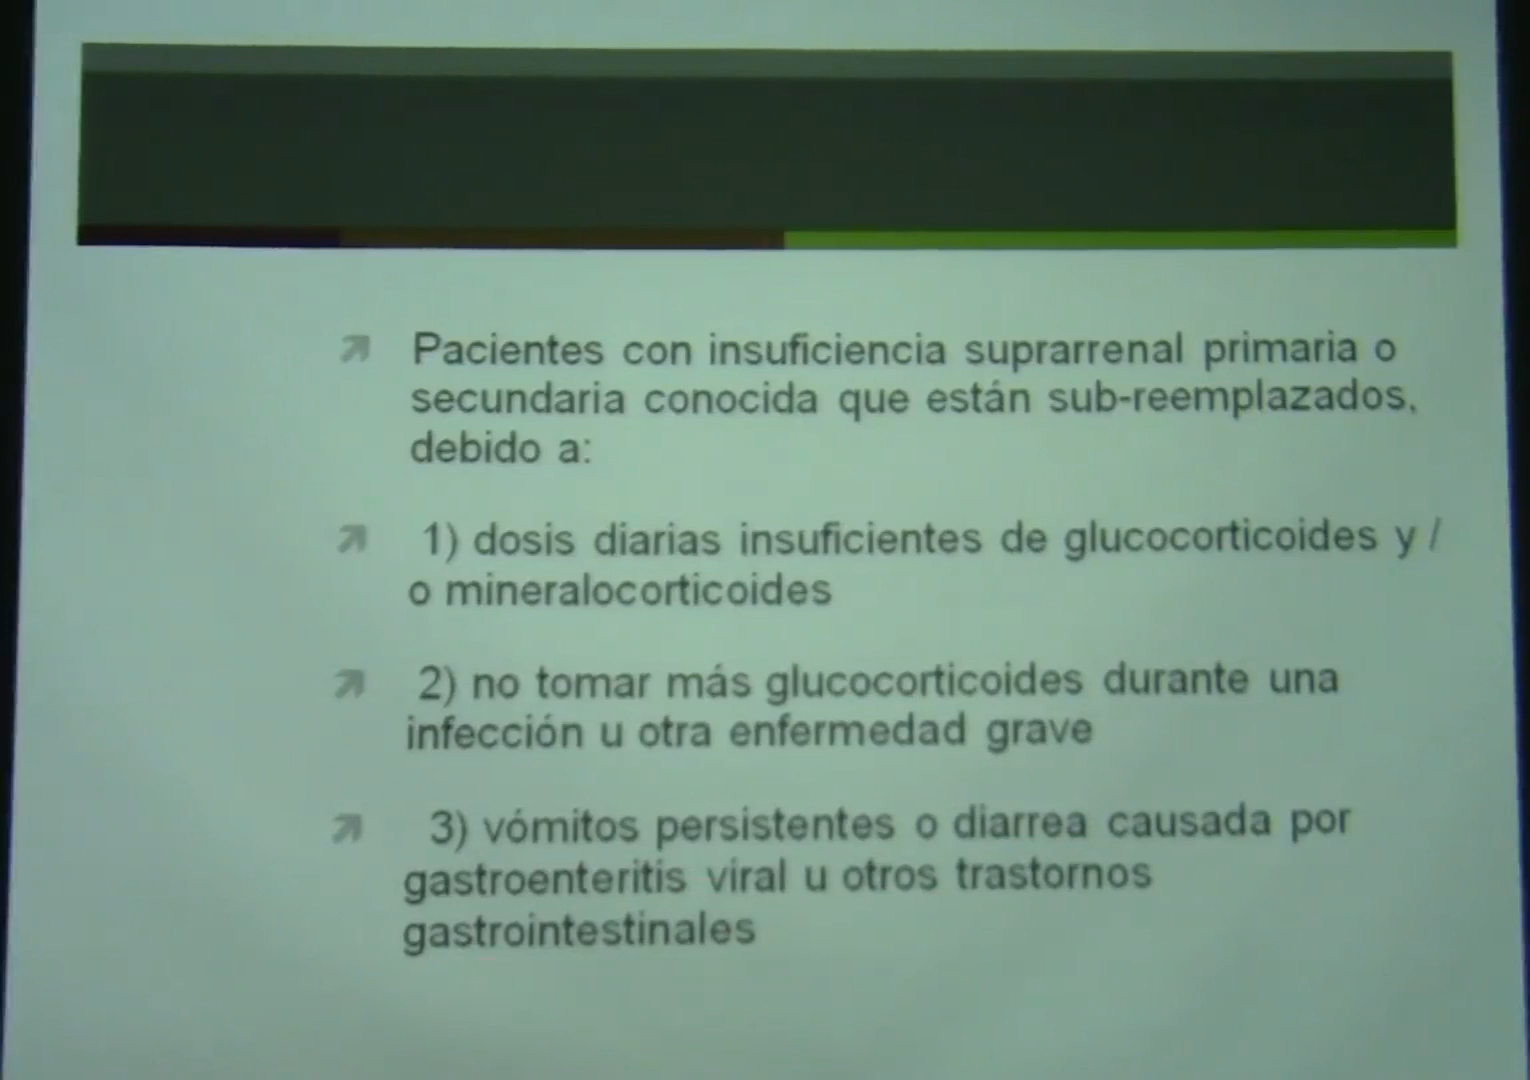 Pacientes con insuficiencia suprarrenal primaria o
secundaria conocida que están sub-reemplazados,
debido a:
1) dosis diarias insuficientes de glucocorticoides y /
o mineralocorticoides
2) no tomar más glucocorticoides durante una
infección u otra enfermedad grave
3) vómitos persistentes o diarrea causada por
gastroenteritis viral u otros trastornos
gastrointestinales